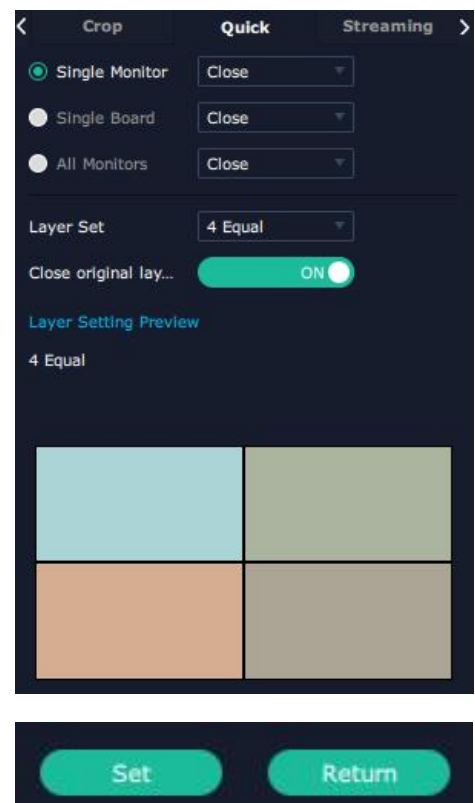 Crop Quick Streaming
Single Monitor Close
Single Board Close
All Monitors Close
Layer Set 4 Equal
Close original lay... ON
Layer Setting Preview
4 Equal
Set Return